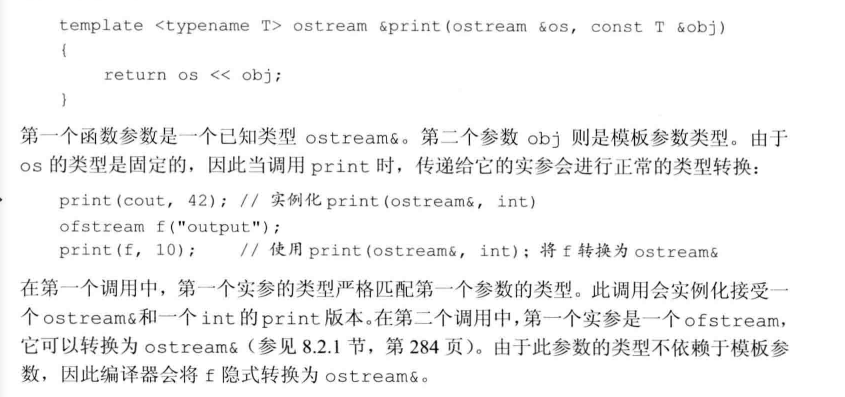 template <typename T> ostream &print(ostream &os, const T &obj)
{
    return os << obj;
}
第一个函数参数是一个已知类型 ostream&。第二个参数 obj 则是模板参数类型。由于
os 的类型是固定的，因此当调用 print 时，传递给它的实参会进行正常的类型转换：
print(cout, 42); // 实例化 print(ostream&, int)
ofstream f("output");
print(f, 10);    // 使用 print(ostream&, int)；将 f 转换为 ostream&
在第一个调用中，第一个实参的类型严格匹配第一个参数的类型。此调用会实例化接受一
个 ostream&和一个 int 的 print 版本。在第二个调用中，第一个实参是一个 ofstream，
它可以转换为 ostream&（参见 8.2.1 节，第 284 页）。由于此参数的类型不依赖于模板参
数，因此编译器会将 f 隐式转换为 ostream&。